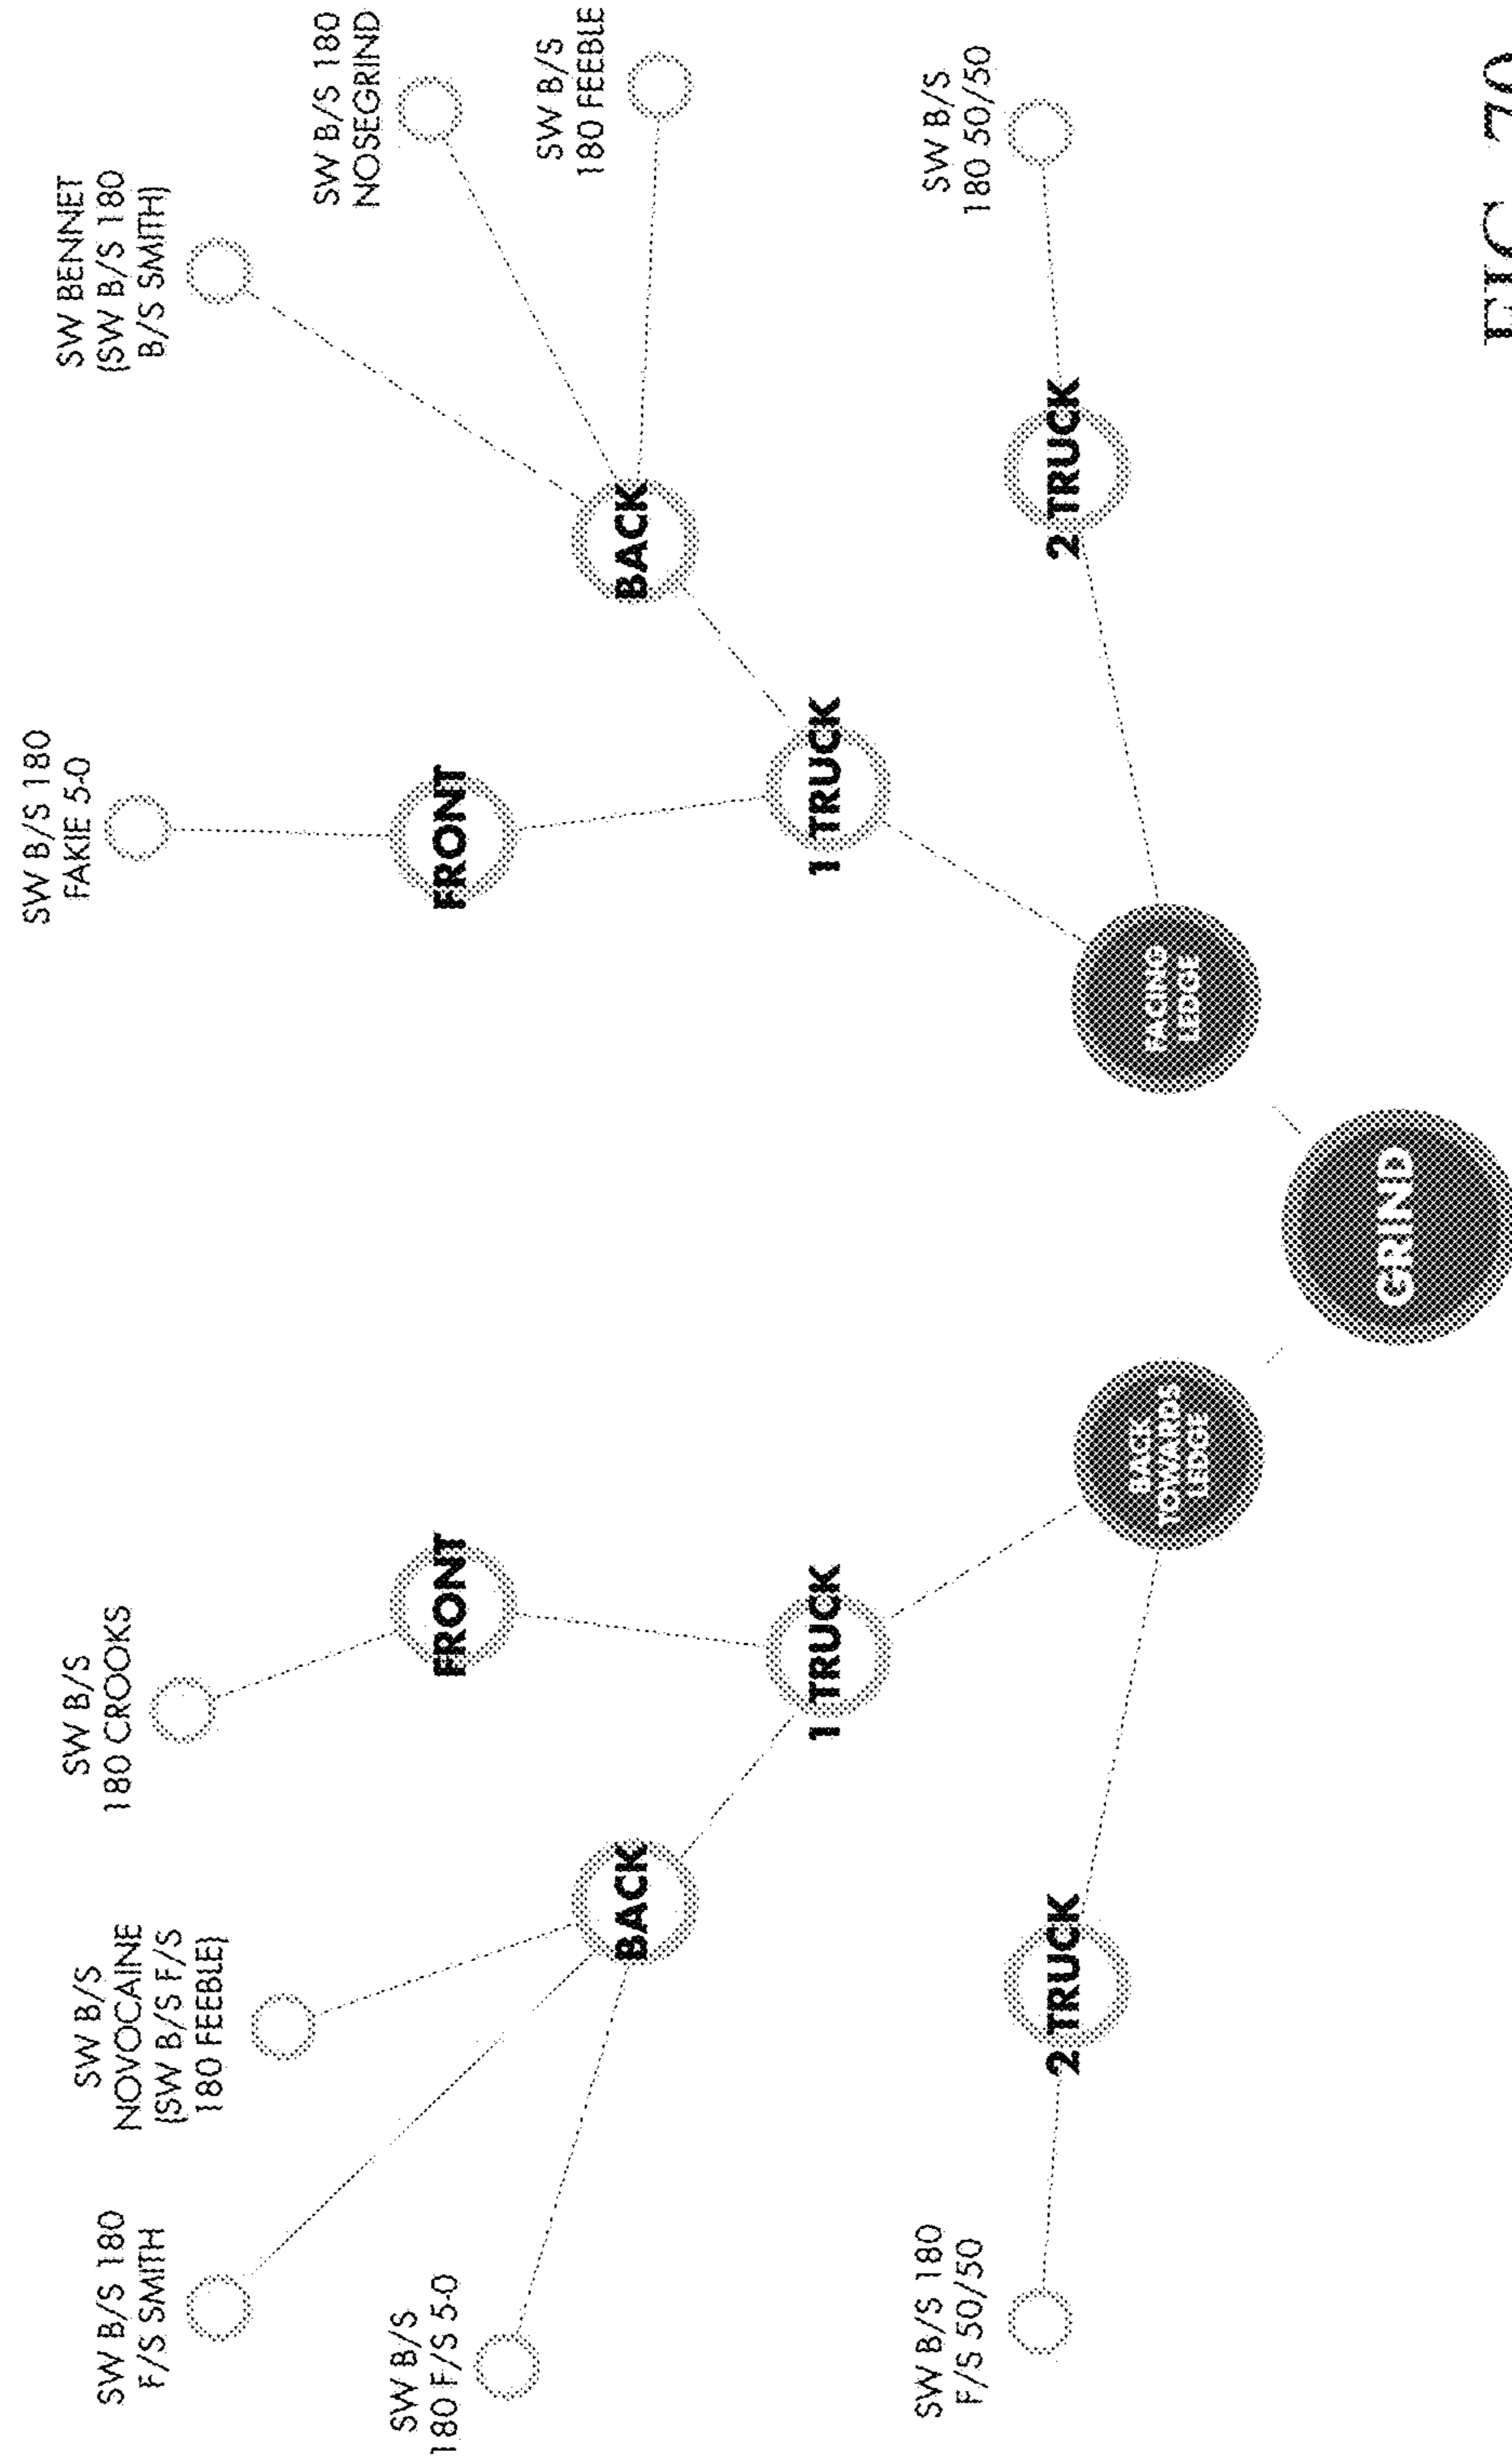 SW B/S 180
F/S SMITH
SW B/S
NOVOCAINE
(SW B/S F/S
180 FEEBLE)
SW B/S
180 CROOKS
SW B/S 180
FAKIE 5-0
SW BENNET
(SW B/S 180
B/S SMITH)
SW B/S 180
NOSEGRIND
SW B/S
180 F/S 5-0
FRONT
FRONT
SW B/S
180 FEEBLE
BACK
BACK
1 TRUCK
1 TRUCK
SW B/S 180
F/S 50/50
2 TRUCK
2 TRUCK
SW B/S
180 50/50
BACK
TOWARDS
LEDGE
FACING
LEDGE
GRIND